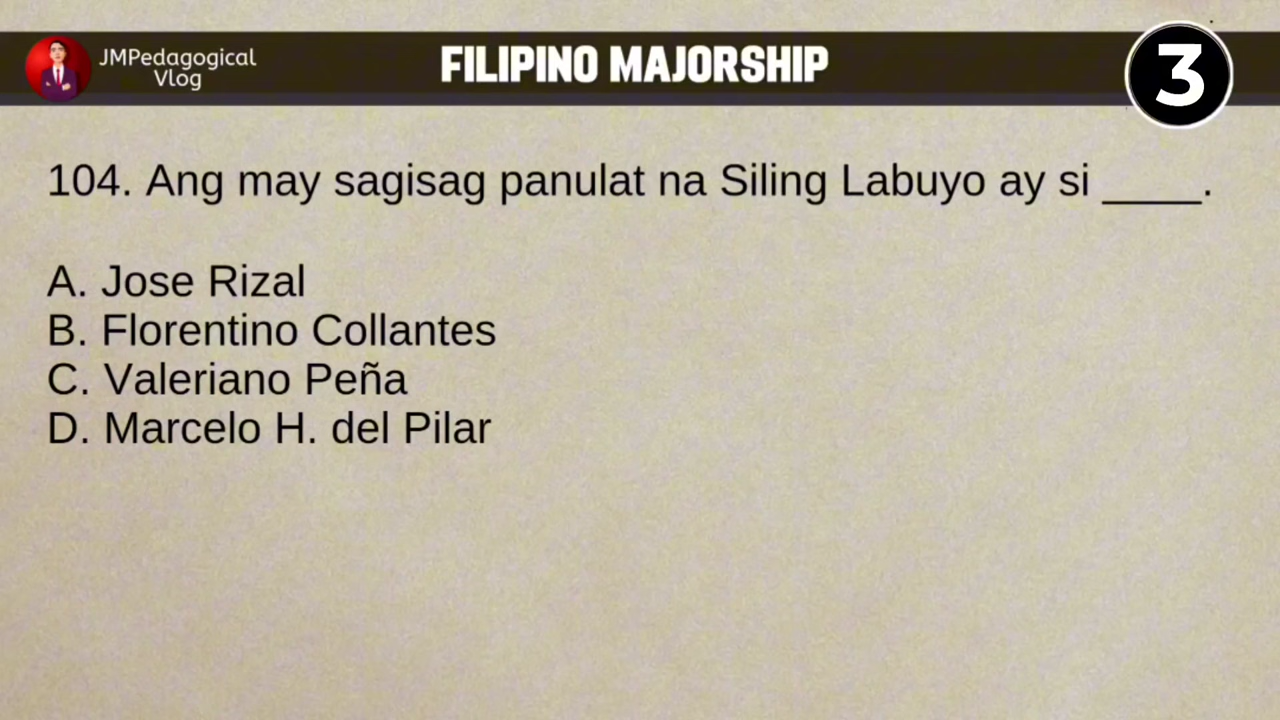 JMPedagogical
Vlog
FILIPINO MAJORSHIP
3
104. Ang may sagisag panulat na Siling Labuyo ay si ____.
A. Jose Rizal
B. Florentino Collantes
C. Valeriano Peña
D. Marcelo H. del Pilar